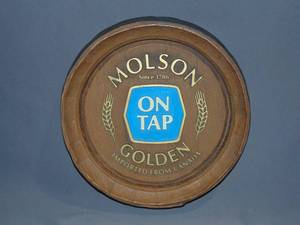 MOLSON
Since 1786
ON
TAP
GOLDEN
IMPORTED FROM CANADA